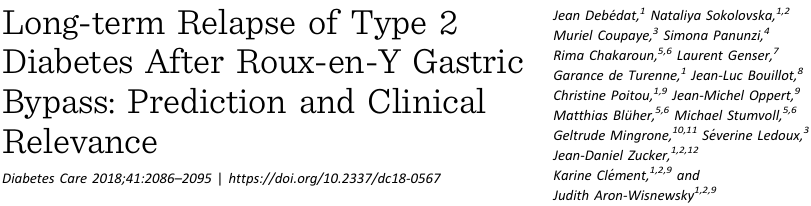 Long-term Relapse of Type 2
Diabetes After Roux-en-Y Gastric
Bypass: Prediction and Clinical
Relevance
Diabetes Care 2018;41:2086–2095 | https://doi.org/10.2337/dc18-0567
Jean Debédat,1 Nataliya Sokolovska,1,2
Muriel Coupaye,3 Simona Panunzi,4
Rima Chakaroun,5,6 Laurent Genser,7
Garance de Turenne,1 Jean-Luc Bouillot,8
Christine Poitou,1,9 Jean-Michel Oppert,9
Matthias Blüher,5,6 Michael Stumvoll,5,6
Geltrude Mingrone,10,11 Séverine Ledoux,3
Jean-Daniel Zucker,1,2,12
Karine Clément,1,2,9 and
Judith Aron-Wisnewsky1,2,9